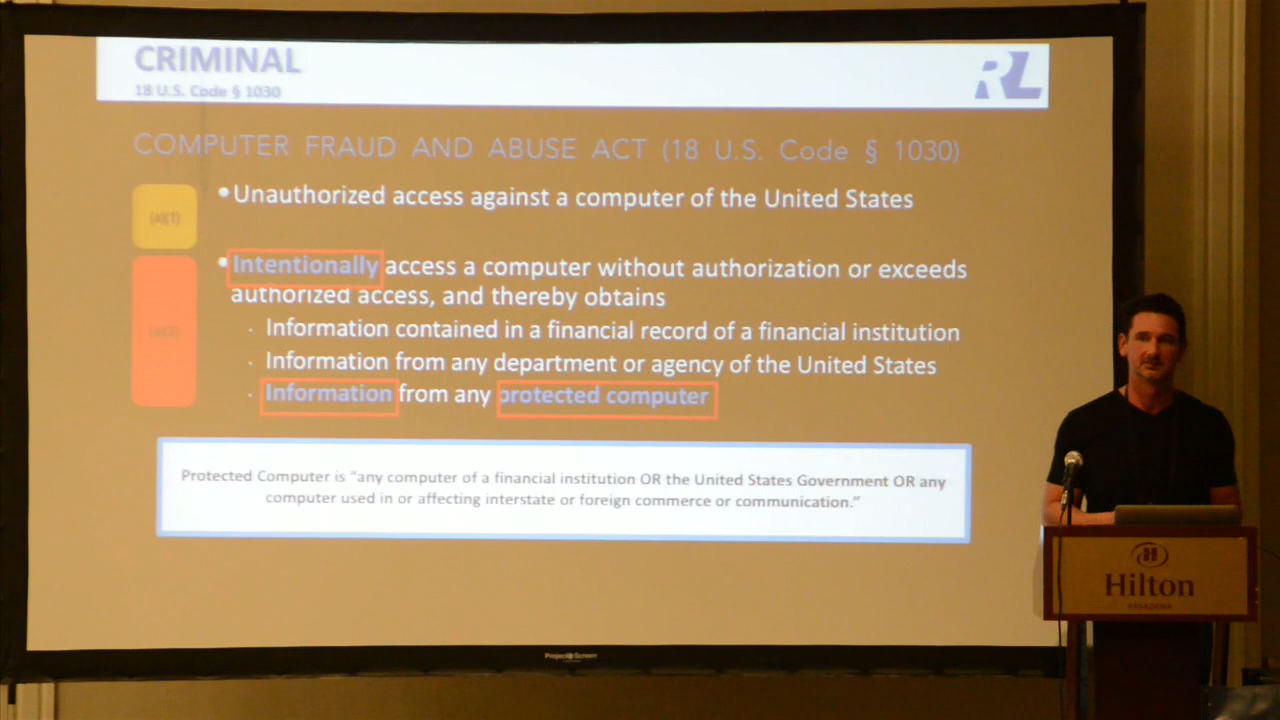 CRIMINAL
18 U.S. Code § 1030
RL
COMPUTER FRAUD AND ABUSE ACT (18 U.S. Code § 1030)
(a)(1)
•Unauthorized access against a computer of the United States
(a)(2)
•Intentionally access a computer without authorization or exceeds
authorized access, and thereby obtains
· Information contained in a financial record of a financial institution
· Information from any department or agency of the United States
· Information from any protected computer
Protected Computer is “any computer of a financial institution OR the United States Government OR any
computer used in or affecting interstate or foreign commerce or communication.”
H
Hilton
PASADENA
Project Screen